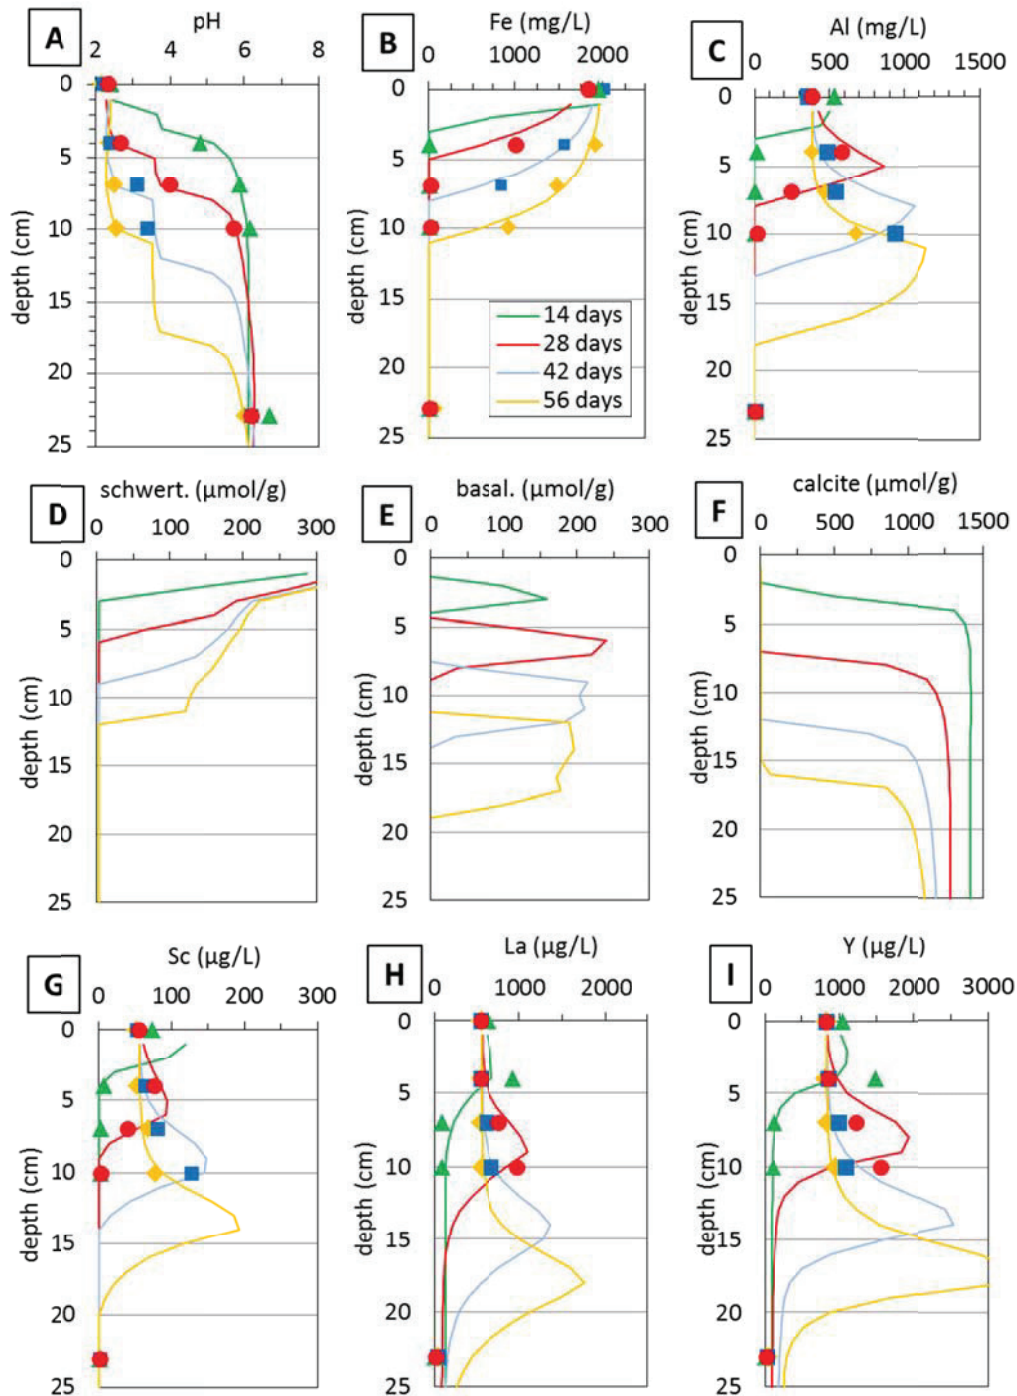 A
pH
2 4 6 8
0
5
10
15
20
25
depth (cm)
B
Fe (mg/L)
0 1000 2000
0
5
10
15
20
25
depth (cm)
14 days
28 days
42 days
56 days
C
Al (mg/L)
0 500 1000 1500
0
5
10
15
20
25
depth (cm)
D
schwert. (µmol/g)
0 100 200 300
0
5
10
15
20
25
depth (cm)
E
basal. (µmol/g)
0 100 200 300
0
5
10
15
20
25
depth (cm)
F
calcite (µmol/g)
0 500 1000 1500
0
5
10
15
20
25
depth (cm)
G
Sc (µg/L)
0 100 200 300
0
5
10
15
20
25
depth (cm)
H
La (µg/L)
0 1000 2000
0
5
10
15
20
25
depth (cm)
I
Y (µg/L)
0 1000 2000 3000
0
5
10
15
20
25
depth (cm)